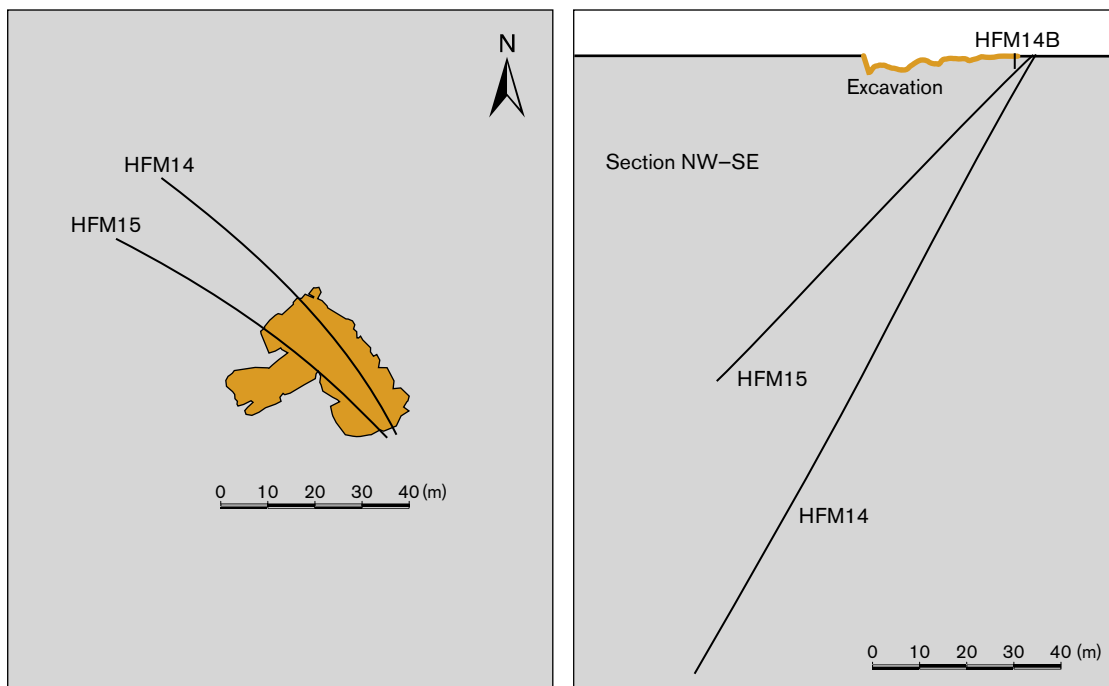 N
HFM14
HFM15
0 10 20 30 40 (m)
HFM14B
Excavation
Section NW–SE
HFM15
HFM14
0 10 20 30 40 (m)